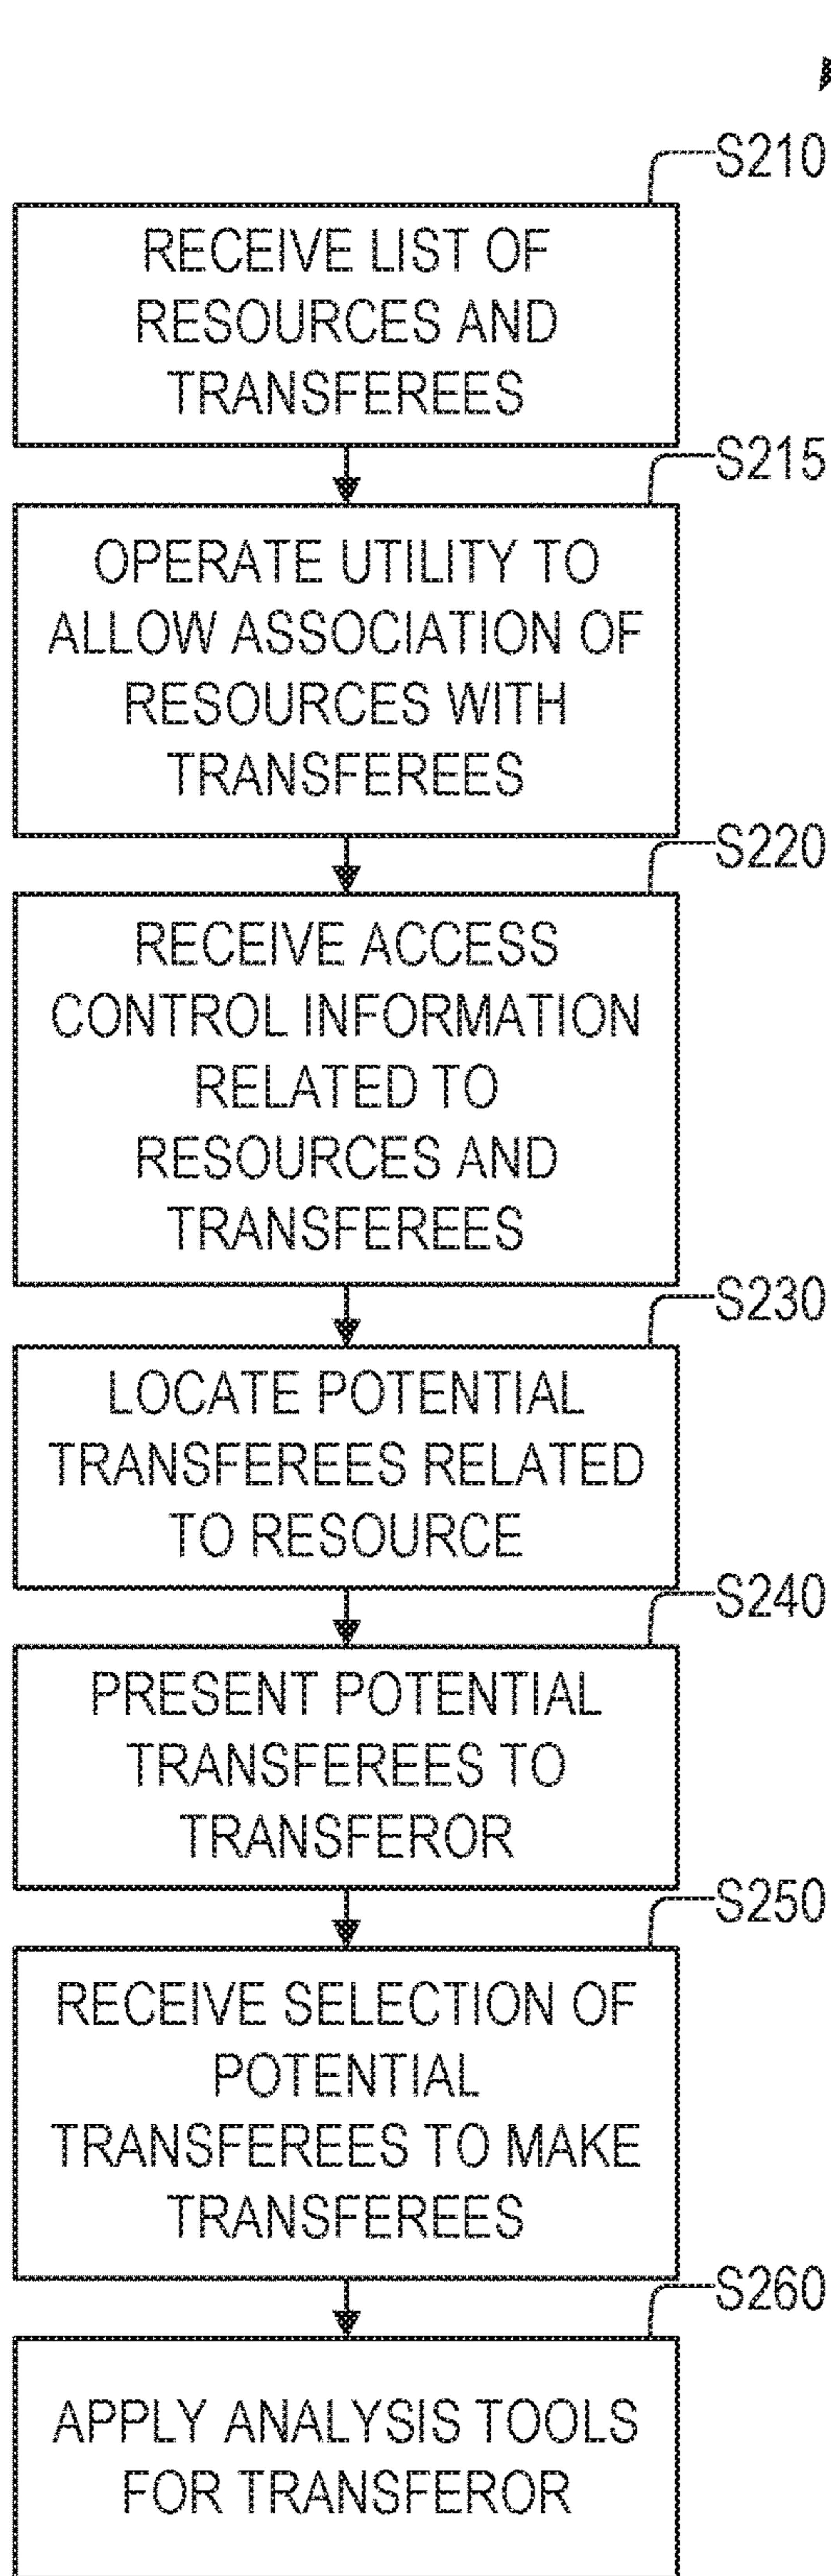 S210
RECEIVE LIST OF
RESOURCES AND
TRANSFEREES
S215
OPERATE UTILITY TO
ALLOW ASSOCIATION OF
RESOURCES WITH
TRANSFEREES
S220
RECEIVE ACCESS
CONTROL INFORMATION
RELATED TO
RESOURCES AND
TRANSFEREES
S230
LOCATE POTENTIAL
TRANSFEREES RELATED
TO RESOURCE
S240
PRESENT POTENTIAL
TRANSFEREES TO
TRANSFEROR
S250
RECEIVE SELECTION OF
POTENTIAL
TRANSFEREES TO MAKE
TRANSFEREES
S260
APPLY ANALYSIS TOOLS
FOR TRANSFEROR